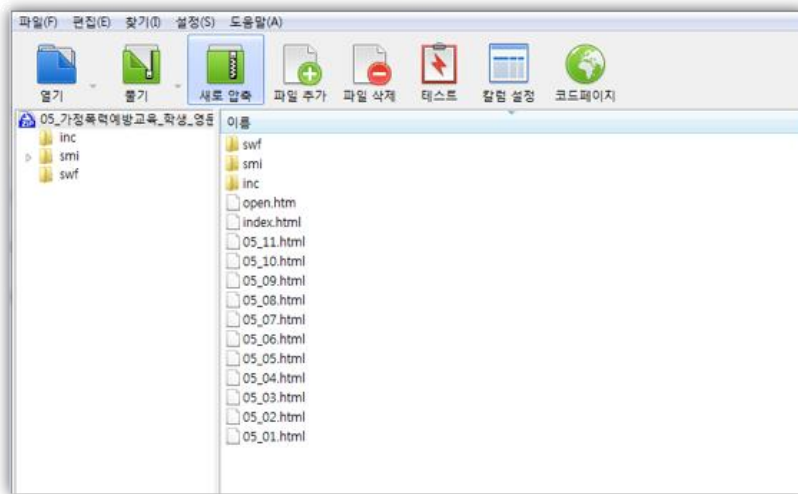 파일(F) 편집(E) 찾기(I) 설정(S) 도움말(A)
열기 풀기 새로 압축 파일 추가 파일 삭제 테스트 칼럼 설정 코드페이지
05_가정폭력예방교육_학생_영문
inc
smi
swf
이름
swf
smi
inc
open.htm
index.html
05_11.html
05_10.html
05_09.html
05_08.html
05_07.html
05_06.html
05_05.html
05_04.html
05_03.html
05_02.html
05_01.html